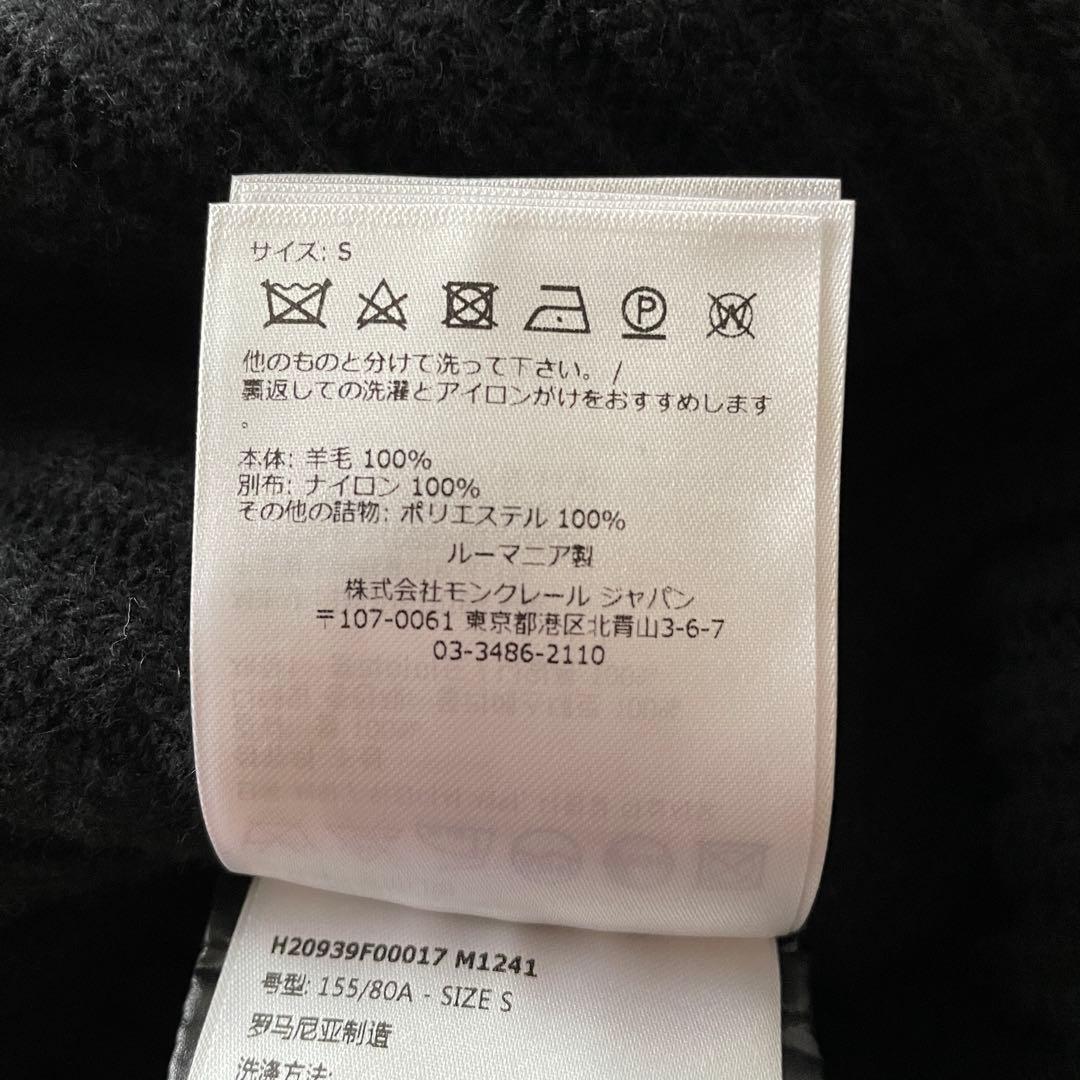 サイズ: S
P
W
他のものと分けて洗って下さい。 /
裏返しての洗濯とアイロンがけをおすすめします
。
本体: 羊毛 100%
別布: ナイロン 100%
その他の詰物: ポリエステル 100%
ルーマニア製
株式会社モンクレール ジャパン
〒107-0061 東京都港区北青山3-6-7
03-3486-2110
H20939F00017 M1241
号型: 155/80A - SIZE S
罗马尼亚制造
洗涤方法: